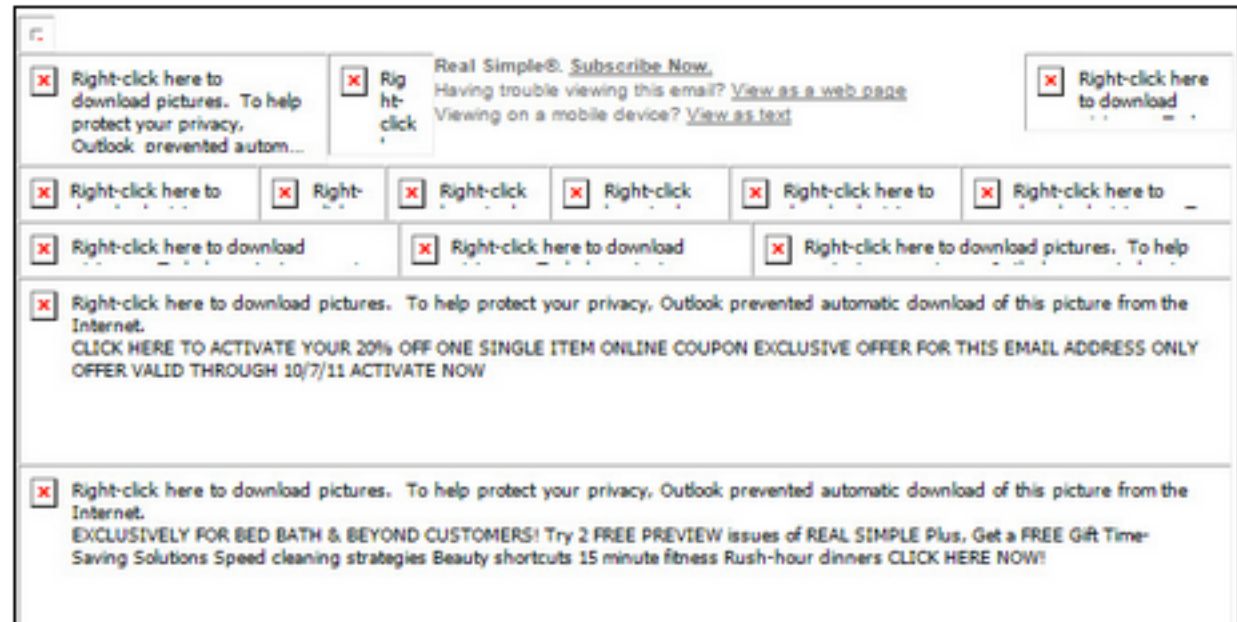 Right-click here to
download pictures.  To help
protect your privacy,
Outlook prevented autom...
Rig
ht-
click
Real Simple®. Subscribe Now.
Having trouble viewing this email? View as a web page
Viewing on a mobile device? View as text
Right-click here
to download
Right-click here to
Right-
Right-click
Right-click
Right-click here to
Right-click here to
Right-click here to download
Right-click here to download
Right-click here to download pictures.  To help
Right-click here to download pictures.  To help protect your privacy, Outlook prevented automatic download of this picture from the
Internet.
CLICK HERE TO ACTIVATE YOUR 20% OFF ONE SINGLE ITEM ONLINE COUPON EXCLUSIVE OFFER FOR THIS EMAIL ADDRESS ONLY
OFFER VALID THROUGH 10/7/11 ACTIVATE NOW
Right-click here to download pictures.  To help protect your privacy, Outlook prevented automatic download of this picture from the
Internet.
EXCLUSIVELY FOR BED BATH & BEYOND CUSTOMERS! Try 2 FREE PREVIEW issues of REAL SIMPLE Plus, Get a FREE Gift Time-
Saving Solutions Speed cleaning strategies Beauty shortcuts 15 minute fitness Rush-hour dinners CLICK HERE NOW!